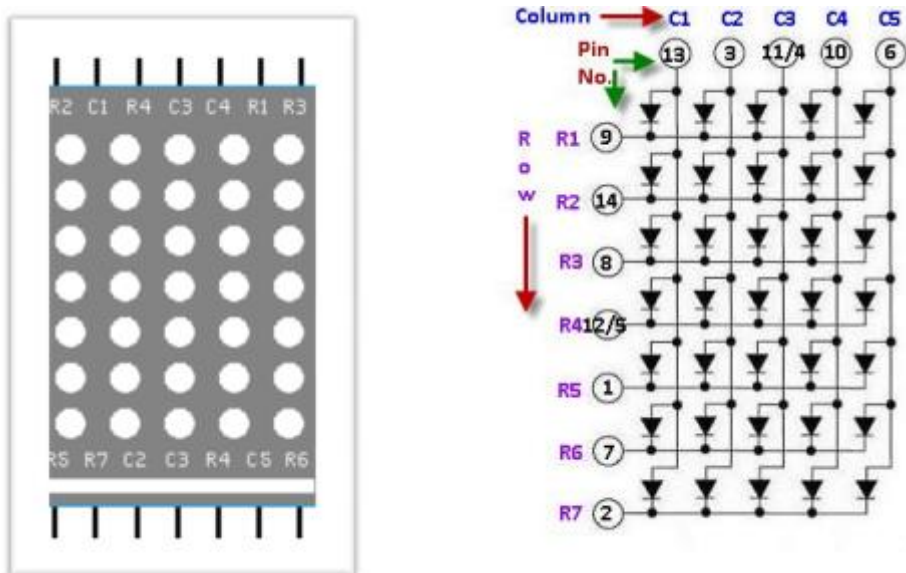 R2 C1 R4 C3 C4 R1 R3
R5 R7 C2 C3 R4 C5 R6
Column C1 C2 C3 C4 C5
Pin No. 13 3 11/4 10 6
Row
R1 9
R2 14
R3 8
R4 12/5
R5 1
R6 7
R7 2